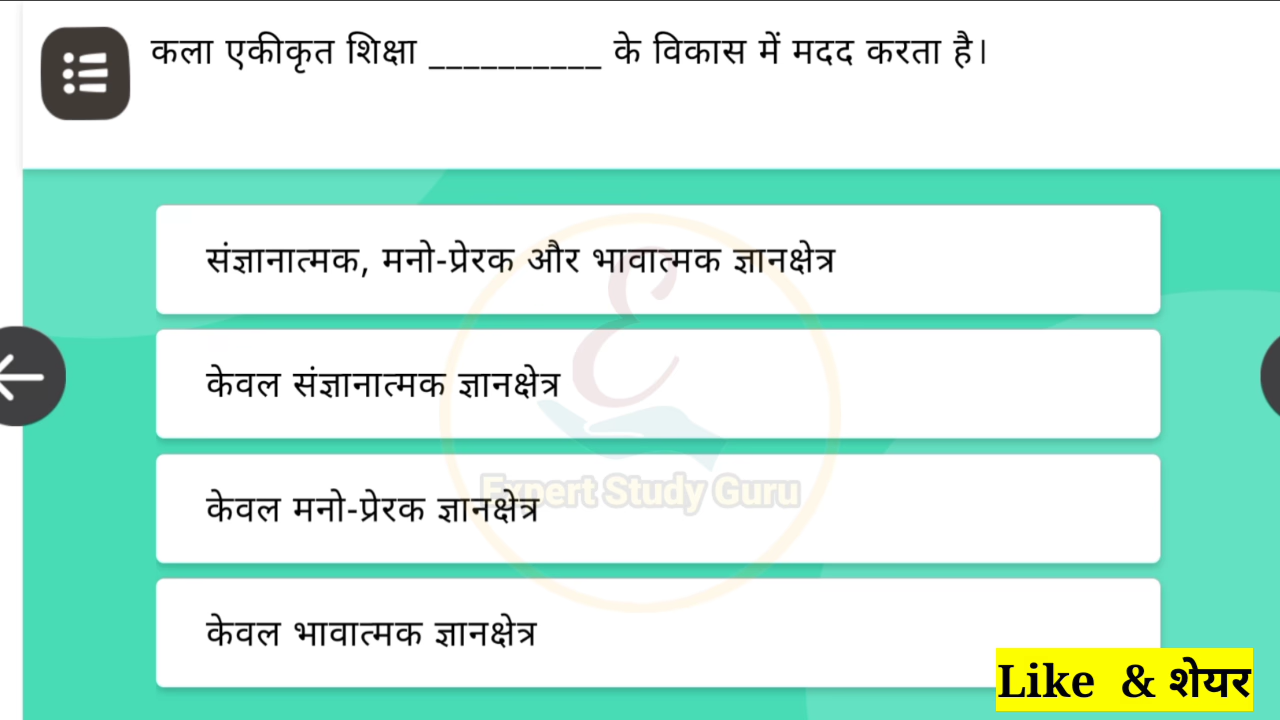 कला एकीकृत शिक्षा __________ के विकास में मदद करता है।
संज्ञानात्मक, मनो-प्रेरक और भावात्मक ज्ञानक्षेत्र
केवल संज्ञानात्मक ज्ञानक्षेत्र
Expert Study Guru
केवल मनो-प्रेरक ज्ञानक्षेत्र
केवल भावात्मक ज्ञानक्षेत्र
Like & शेयर